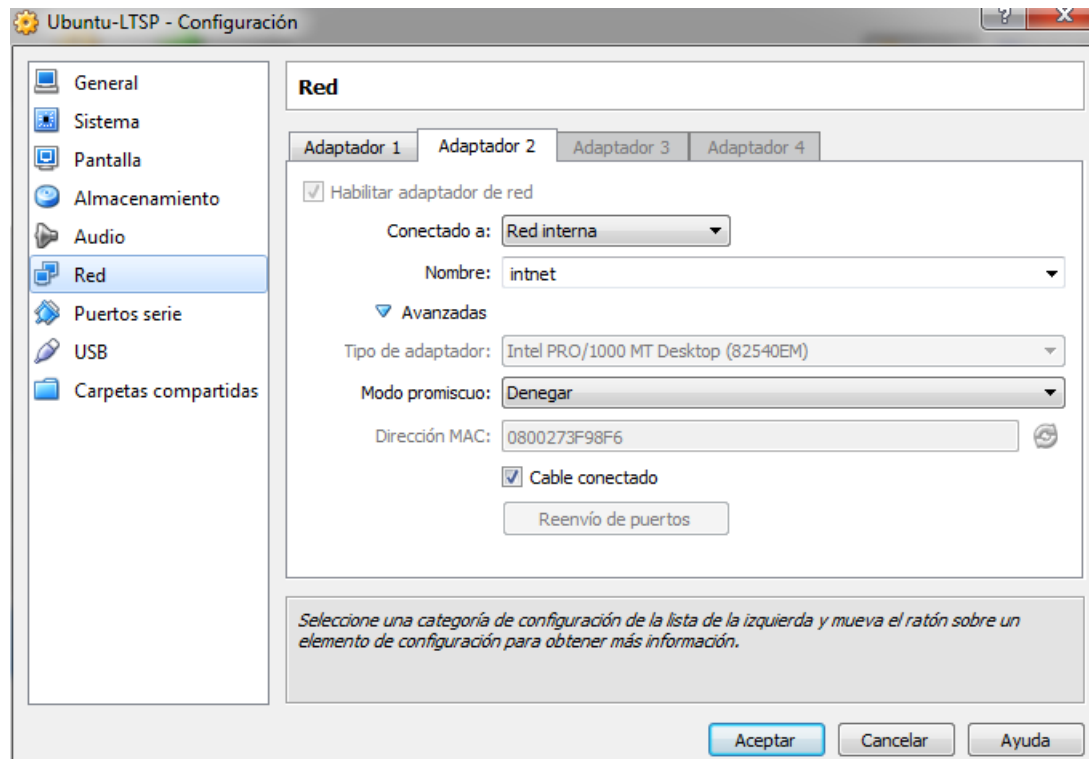 Ubuntu-LTSP - Configuración
General
Sistema
Pantalla
Almacenamiento
Audio
Red
Puertos serie
USB
Carpetas compartidas
Red
Adaptador 1 Adaptador 2 Adaptador 3 Adaptador 4
Habilitar adaptador de red
Conectado a: Red interna
Nombre: intnet
Avanzadas
Tipo de adaptador: Intel PRO/1000 MT Desktop (82540EM)
Modo promiscuo: Denegar
Dirección MAC: 0800273F98F6
Cable conectado
Reenvío de puertos
Seleccione una categoría de configuración de la lista de la izquierda y mueva el ratón sobre un
elemento de configuración para obtener más información.
Aceptar Cancelar Ayuda